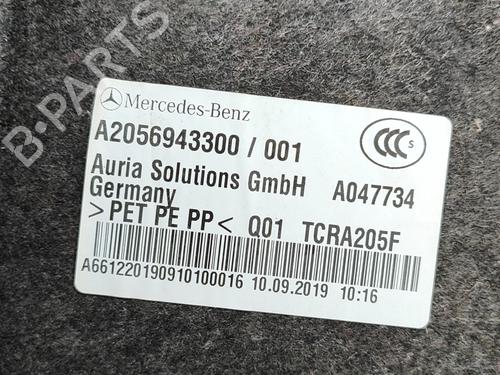 B-PARTS
Mercedes-Benz
A2056943300 / 001
CCC S
Auria Solutions GmbH A047734
Germany
>PET PE PP< Q01 TCRA205F
A661220190910100016 10.09.2019 10:16